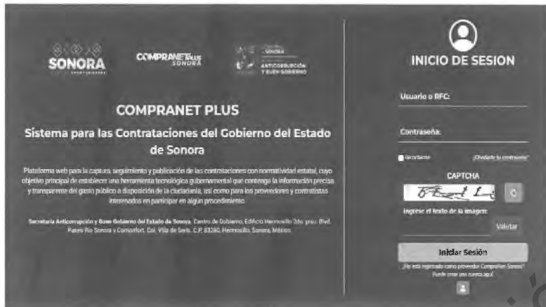 SONORA
COMPRANET PLUS
SONORA
SONORA
ANTICORRUPCIÓN
Y BUEN GOBIERNO
COMPRANET PLUS
Sistema para las Contrataciones del Gobierno del Estado
de Sonora
Plataforma web para la captura, seguimiento y publicación de las contrataciones con normatividad estatal, cuyo
objetivo principal de establecer una herramienta tecnológica gubernamental que contenga la información precisa
y transparente del gasto público a disposición de la ciudadanía, así como para los proveedores y contratistas
interesados en participar en algún procedimiento.
Secretaría Anticorrupción y Buen Gobierno del Estado de Sonora. Centro de Gobierno, Edificio Hermosillo 2do. piso. Blvd.
Paseo Río Sonora y Comonfort. Col. Villa de Seris. C.P. 83280, Hermosillo, Sonora, México.
INICIO DE SESION
Usuario o RFC:
Contraseña:
Recordarme
¿Olvidaste tu contraseña?
CAPTCHA
Ingrese el texto de la imagen:
Validar
Iniciar Sesión
¿No está registrado como proveedor CompraNet Sonora?
Puede crear una cuenta aquí